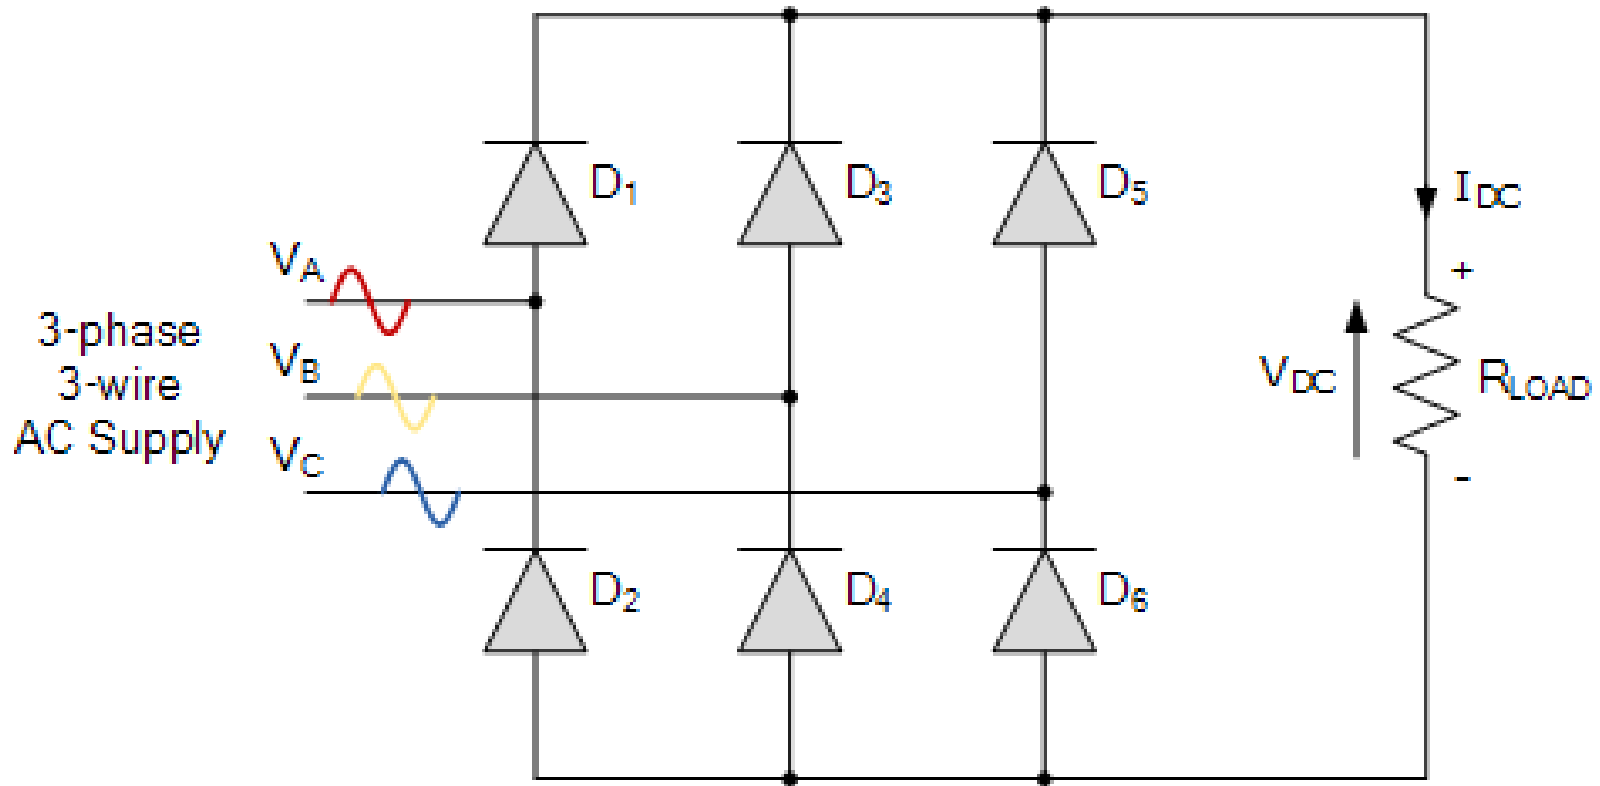 D1
D3
D5
IDC
VA
+
3-phase
VB
3-wire
VDC
RLOAD
AC Supply
VC
-
D2
D4
D6